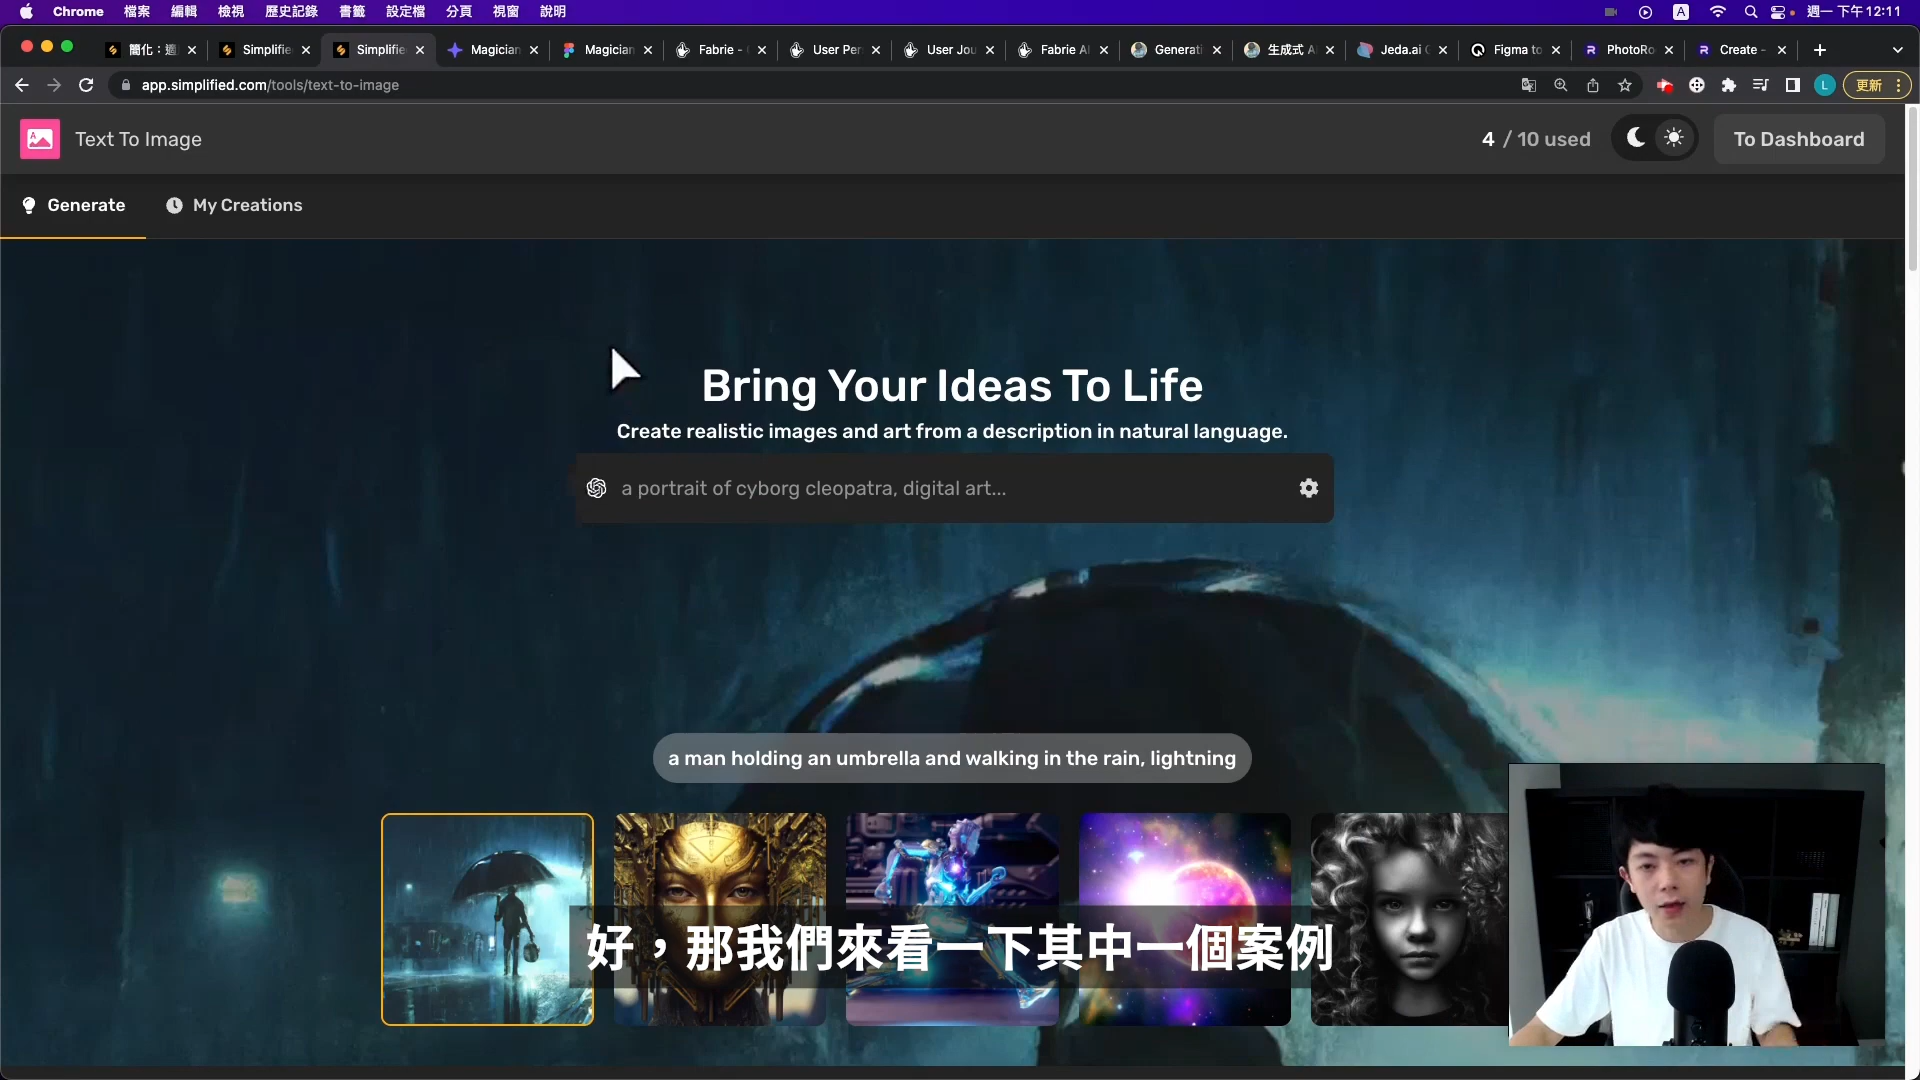 Chrome 檔案 編輯 檢視 歷史記錄 書籤 設定檔 分頁 視窗 說明 A 週一 下午12:11
簡化：週 Simplifie Simplifie Magician Magician Fabrie - User Per User Jou Fabrie AI Generati 生成式 A Jeda.ai Figma to PhotoRo Create -
app.simplified.com/tools/text-to-image L 更新
Text To Image 4 / 10 used To Dashboard
Generate My Creations
Bring Your Ideas To Life
Create realistic images and art from a description in natural language.
a portrait of cyborg cleopatra, digital art...
a man holding an umbrella and walking in the rain, lightning
好，那我們來看一下其中一個案例